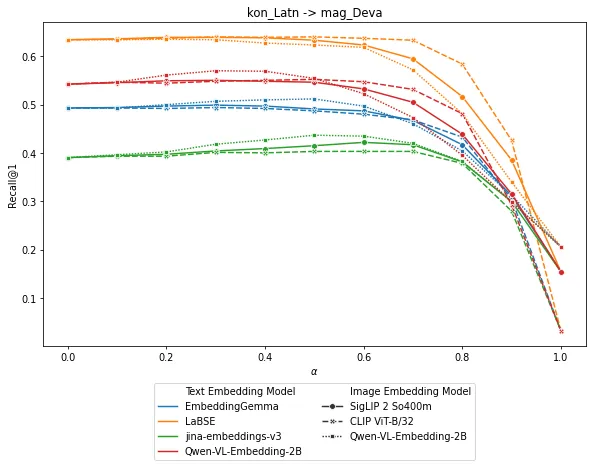 kon_Latn -> mag_Deva
Recall@1
0.6
0.5
0.4
0.3
0.2
0.1
0.0 0.2 0.4 0.6 0.8 1.0
α
Text Embedding Model Image Embedding Model
EmbeddingGemma SigLIP 2 So400m
LaBSE CLIP ViT-B/32
jina-embeddings-v3 Qwen-VL-Embedding-2B
Qwen-VL-Embedding-2B